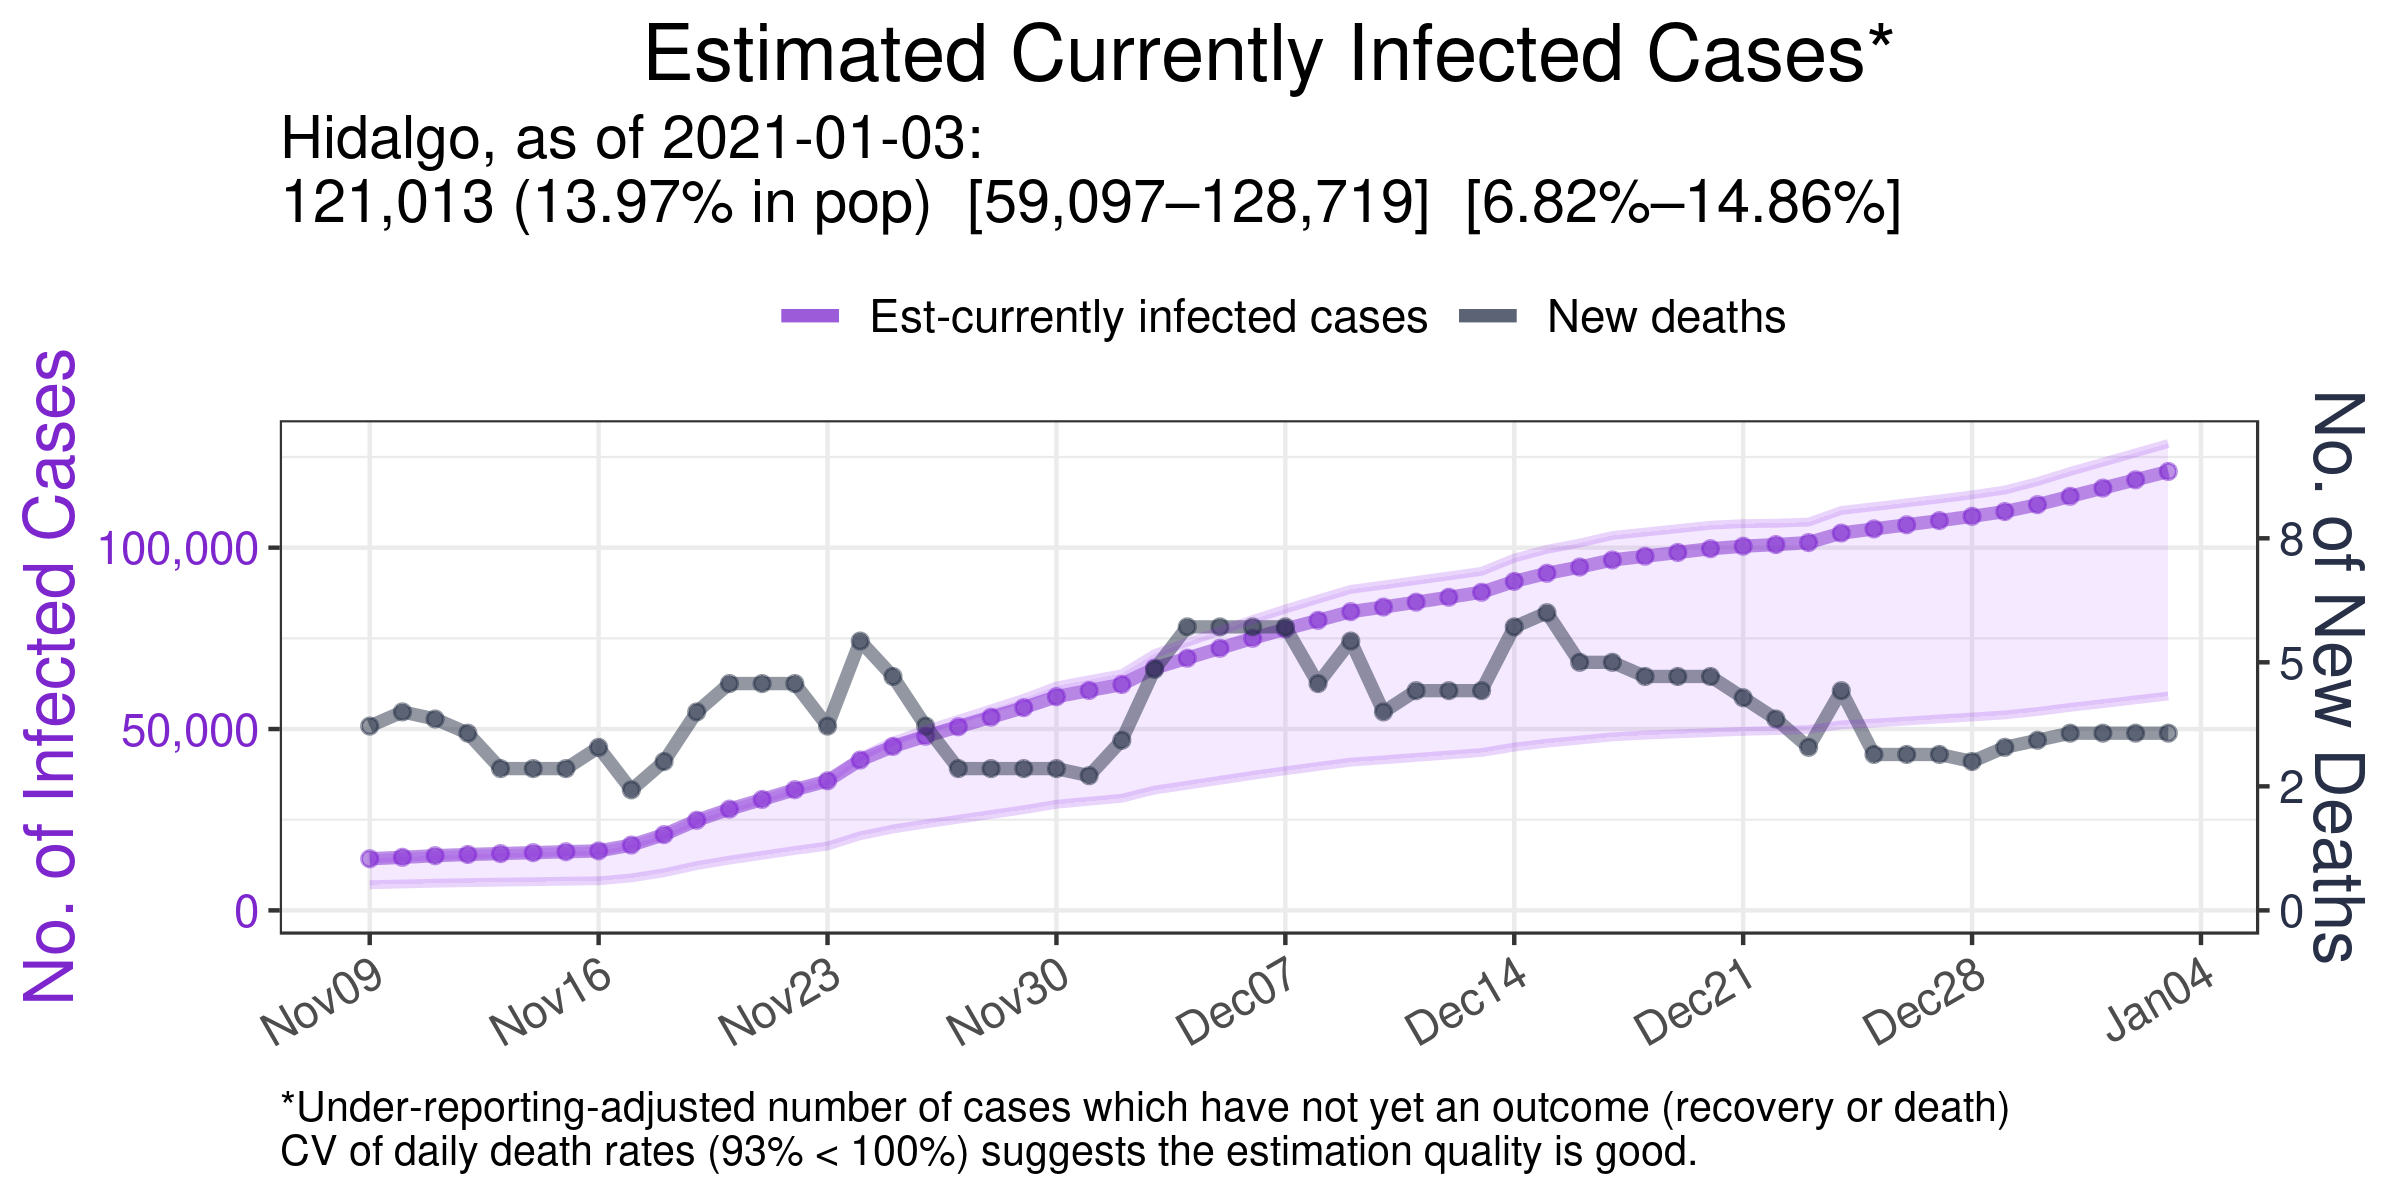 Estimated Currently Infected Cases*
Hidalgo, as of 2021-01-03:
121,013 (13.97% in pop)  [59,097–128,719]  [6.82%–14.86%]
Est-currently infected cases
New deaths
No. of Infected Cases
100,000
50,000
0
No. of New Deaths
8
5
2
0
Nov09
Nov16
Nov23
Nov30
Dec07
Dec14
Dec21
Dec28
Jan04
*Under-reporting-adjusted number of cases which have not yet an outcome (recovery or death)
CV of daily death rates (93% < 100%) suggests the estimation quality is good.